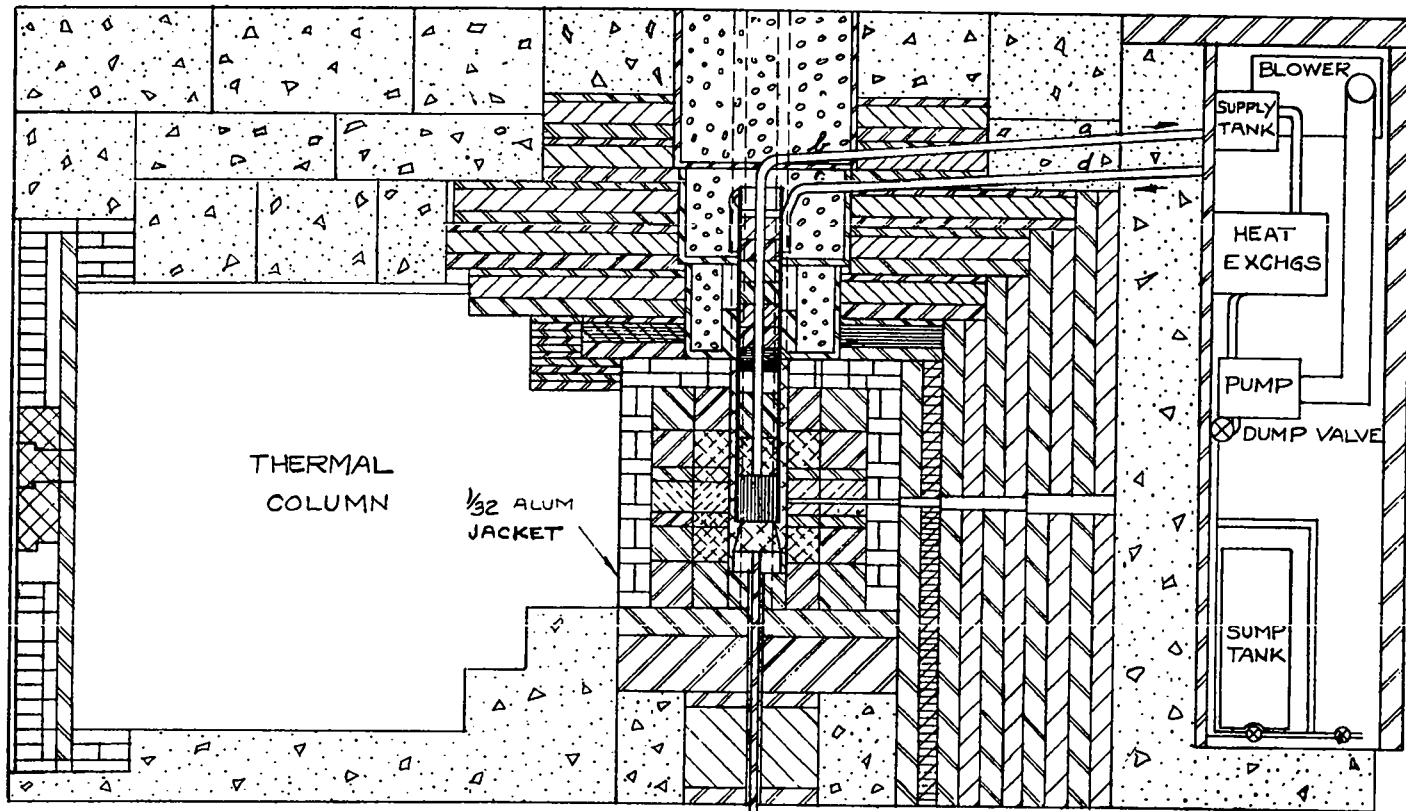 BLOWER
SUPPLY
TANK
a
b
d
HEAT
EXCHGS
PUMP
DUMP VALVE
THERMAL
COLUMN
1/32 ALUM
JACKET
SUMP
TANK